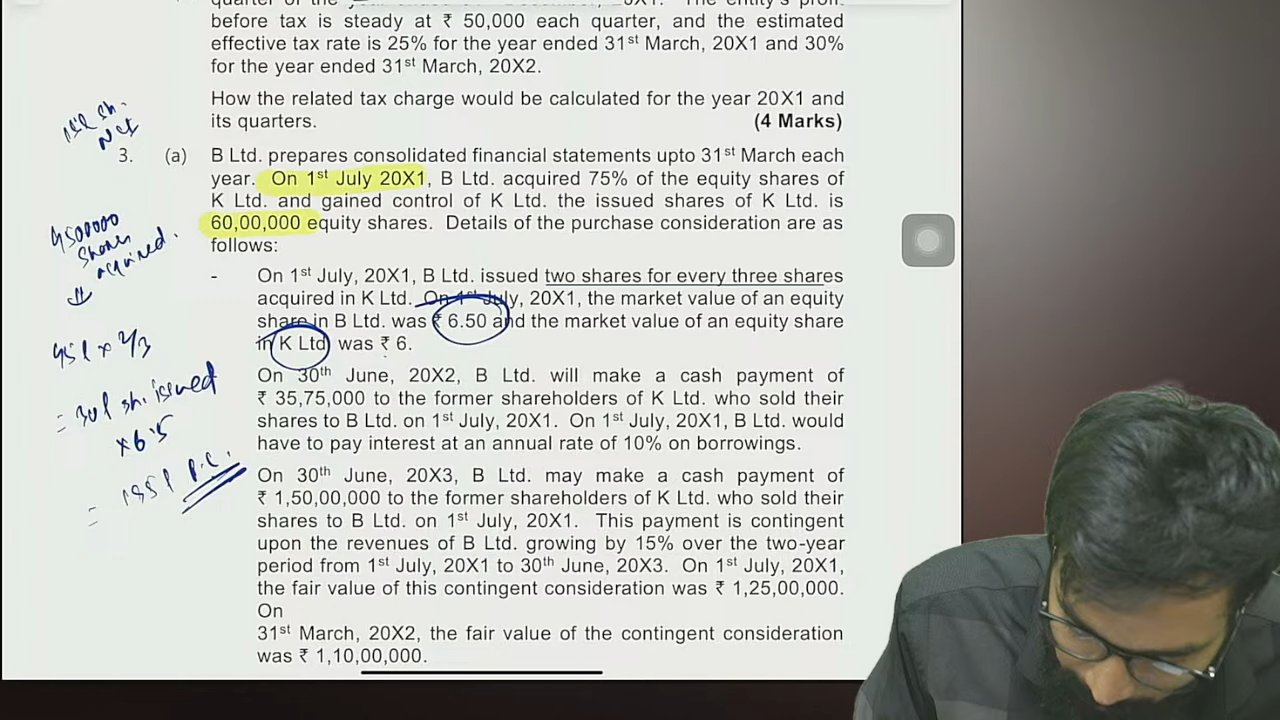 before tax is steady at ₹ 50,000 each quarter, and the estimated
effective tax rate is 25% for the year ended 31st March, 20X1 and 30%
for the year ended 31st March, 20X2.
How the related tax charge would be calculated for the year 20X1 and
its quarters. (4 Marks)
3. (a) B Ltd. prepares consolidated financial statements upto 31st March each
year. On 1st July 20X1, B Ltd. acquired 75% of the equity shares of
K Ltd. and gained control of K Ltd. the issued shares of K Ltd. is
60,00,000 equity shares. Details of the purchase consideration are as
follows:
- On 1st July, 20X1, B Ltd. issued two shares for every three shares
acquired in K Ltd. On 1st July, 20X1, the market value of an equity
share in B Ltd. was ₹ 6.50 and the market value of an equity share
in K Ltd was ₹ 6.
On 30th June, 20X2, B Ltd. will make a cash payment of
₹ 35,75,000 to the former shareholders of K Ltd. who sold their
shares to B Ltd. on 1st July, 20X1. On 1st July, 20X1, B Ltd. would
have to pay interest at an annual rate of 10% on borrowings.
On 30th June, 20X3, B Ltd. may make a cash payment of
₹ 1,50,00,000 to the former shareholders of K Ltd. who sold their
shares to B Ltd. on 1st July, 20X1. This payment is contingent
upon the revenues of B Ltd. growing by 15% over the two-year
period from 1st July, 20X1 to 30th June, 20X3. On 1st July, 20X1,
the fair value of this contingent consideration was ₹ 1,25,00,000.
On
31st March, 20X2, the fair value of the contingent consideration
was ₹ 1,10,00,000.
4500000
shares
acquired.
45l x 2/3
= 30l sh. issued
x 6.5
= 195l P.C.